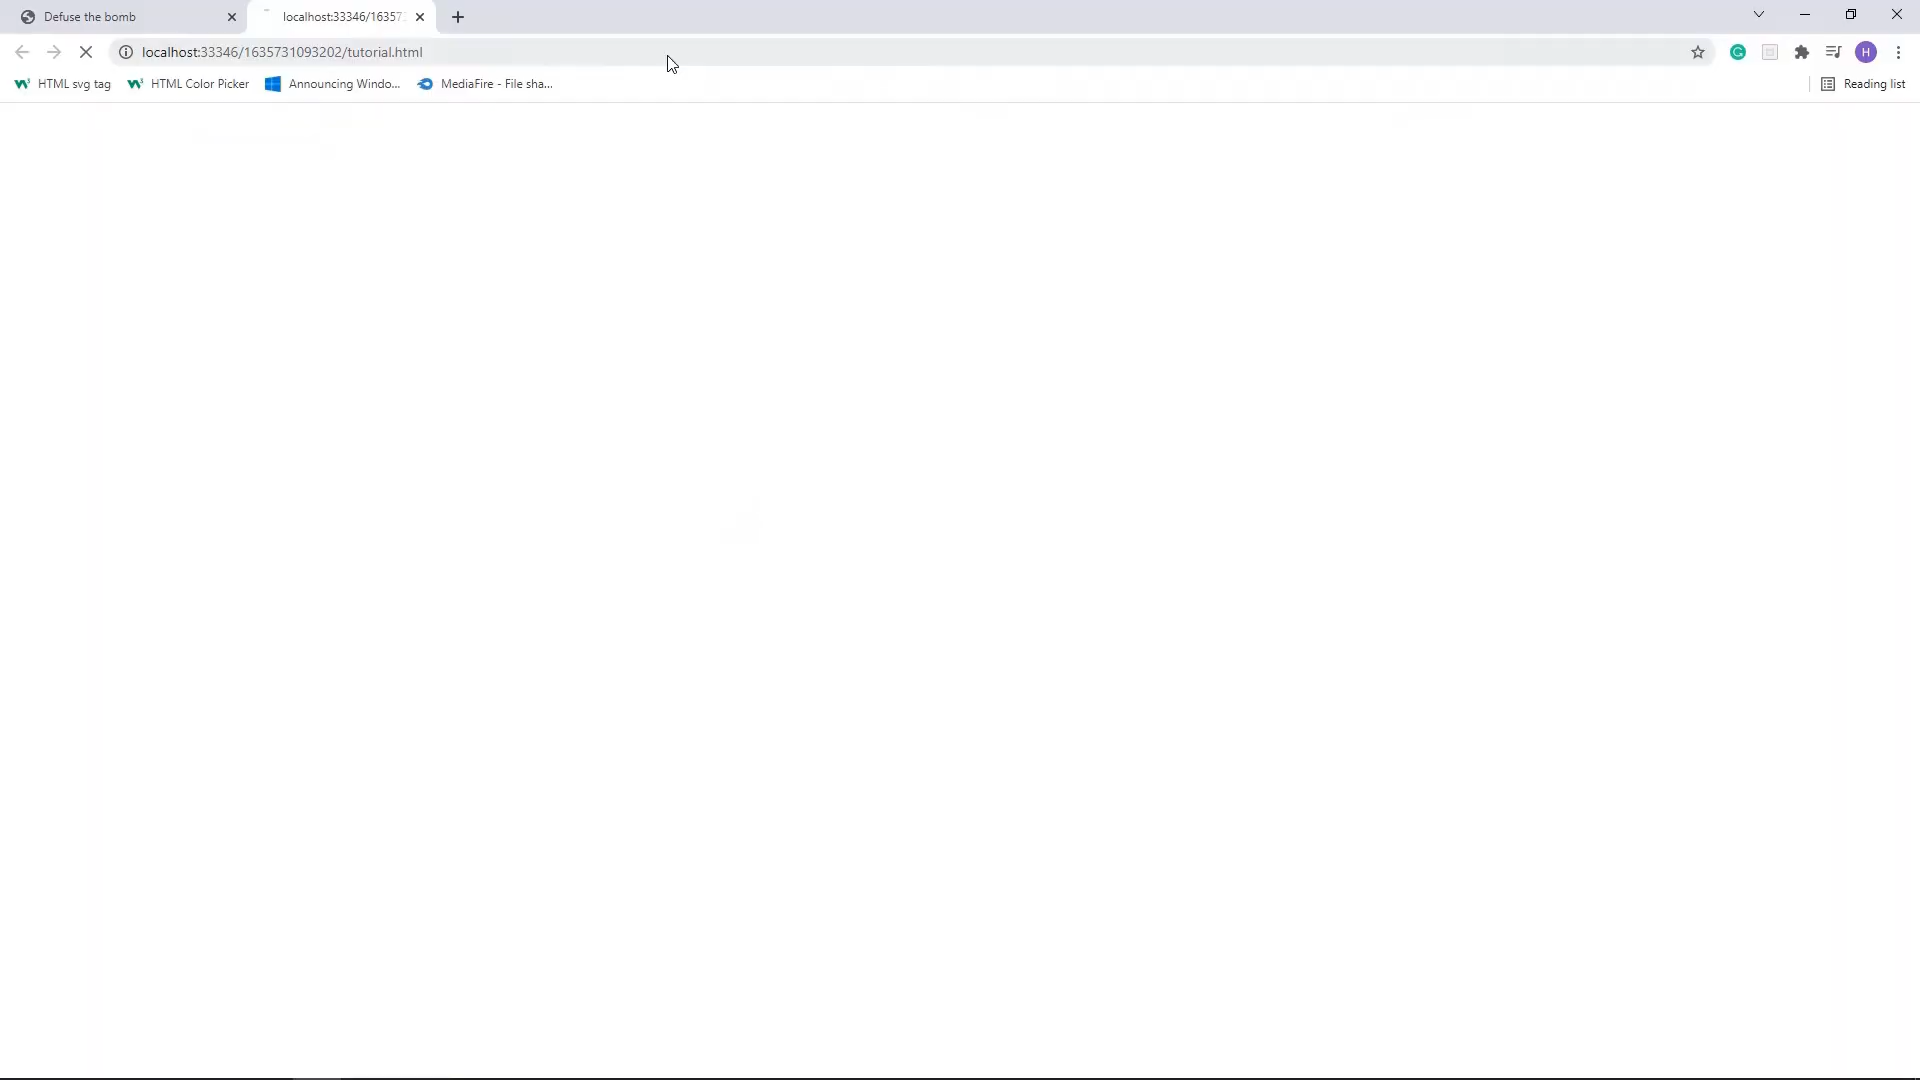 Defuse the bomb
localhost:33346/16357
localhost:33346/1635731093202/tutorial.html
G
H
HTML svg tag
HTML Color Picker
Announcing Windo...
MediaFire - File sha...
Reading list